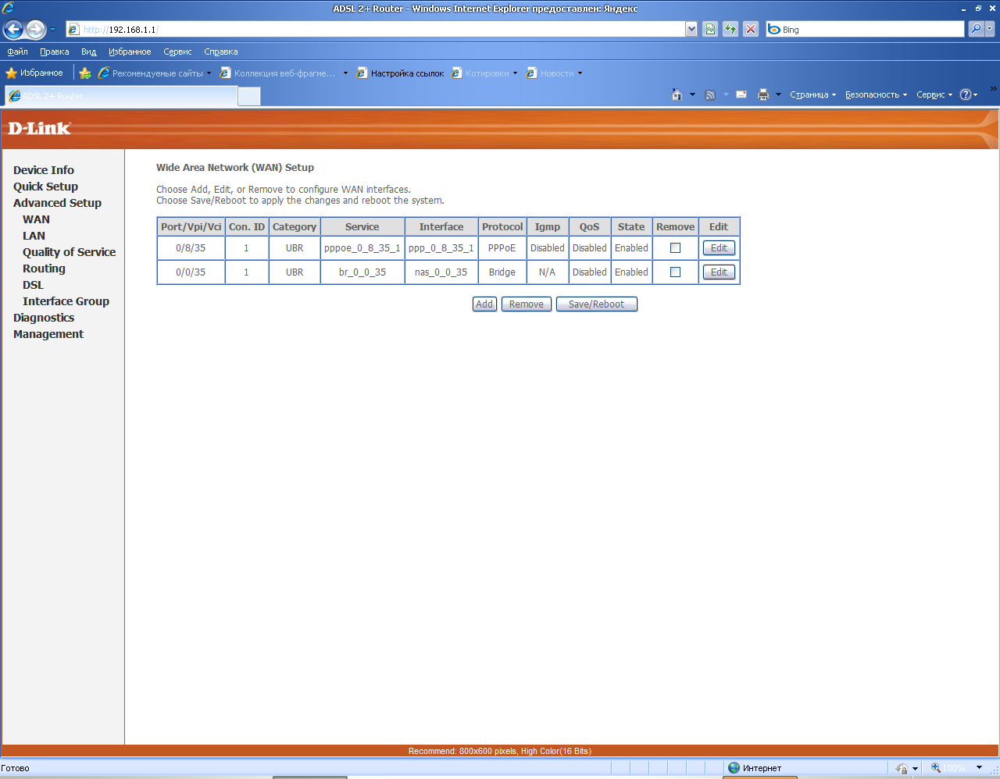 ADSL 2+ Router - Windows Internet Explorer предоставлен: Яндекс
http://192.168.1.1/
Bing
Файл Правка Вид Избранное Сервис Справка
Избранное Рекомендуемые сайты Коллекция веб-фрагме... Настройка ссылок Котировки Новости
ADSL 2+ Router
Страница Безопасность Сервис
D-Link
Device Info
Quick Setup
Advanced Setup
WAN
LAN
Quality of Service
Routing
DSL
Interface Group
Diagnostics
Management
Wide Area Network (WAN) Setup
Choose Add, Edit, or Remove to configure WAN interfaces.
Choose Save/Reboot to apply the changes and reboot the system.
Port/Vpi/Vci Con. ID Category Service Interface Protocol Igmp QoS State Remove Edit
0/8/35 1 UBR pppoe_0_8_35_1 ppp_0_8_35_1 PPPoE Disabled Disabled Enabled Edit
0/0/35 1 UBR br_0_0_35 nas_0_0_35 Bridge N/A Disabled Enabled Edit
Add Remove Save/Reboot
Recommend: 800x600 pixels, High Color(16 Bits)
Готово Интернет 100%